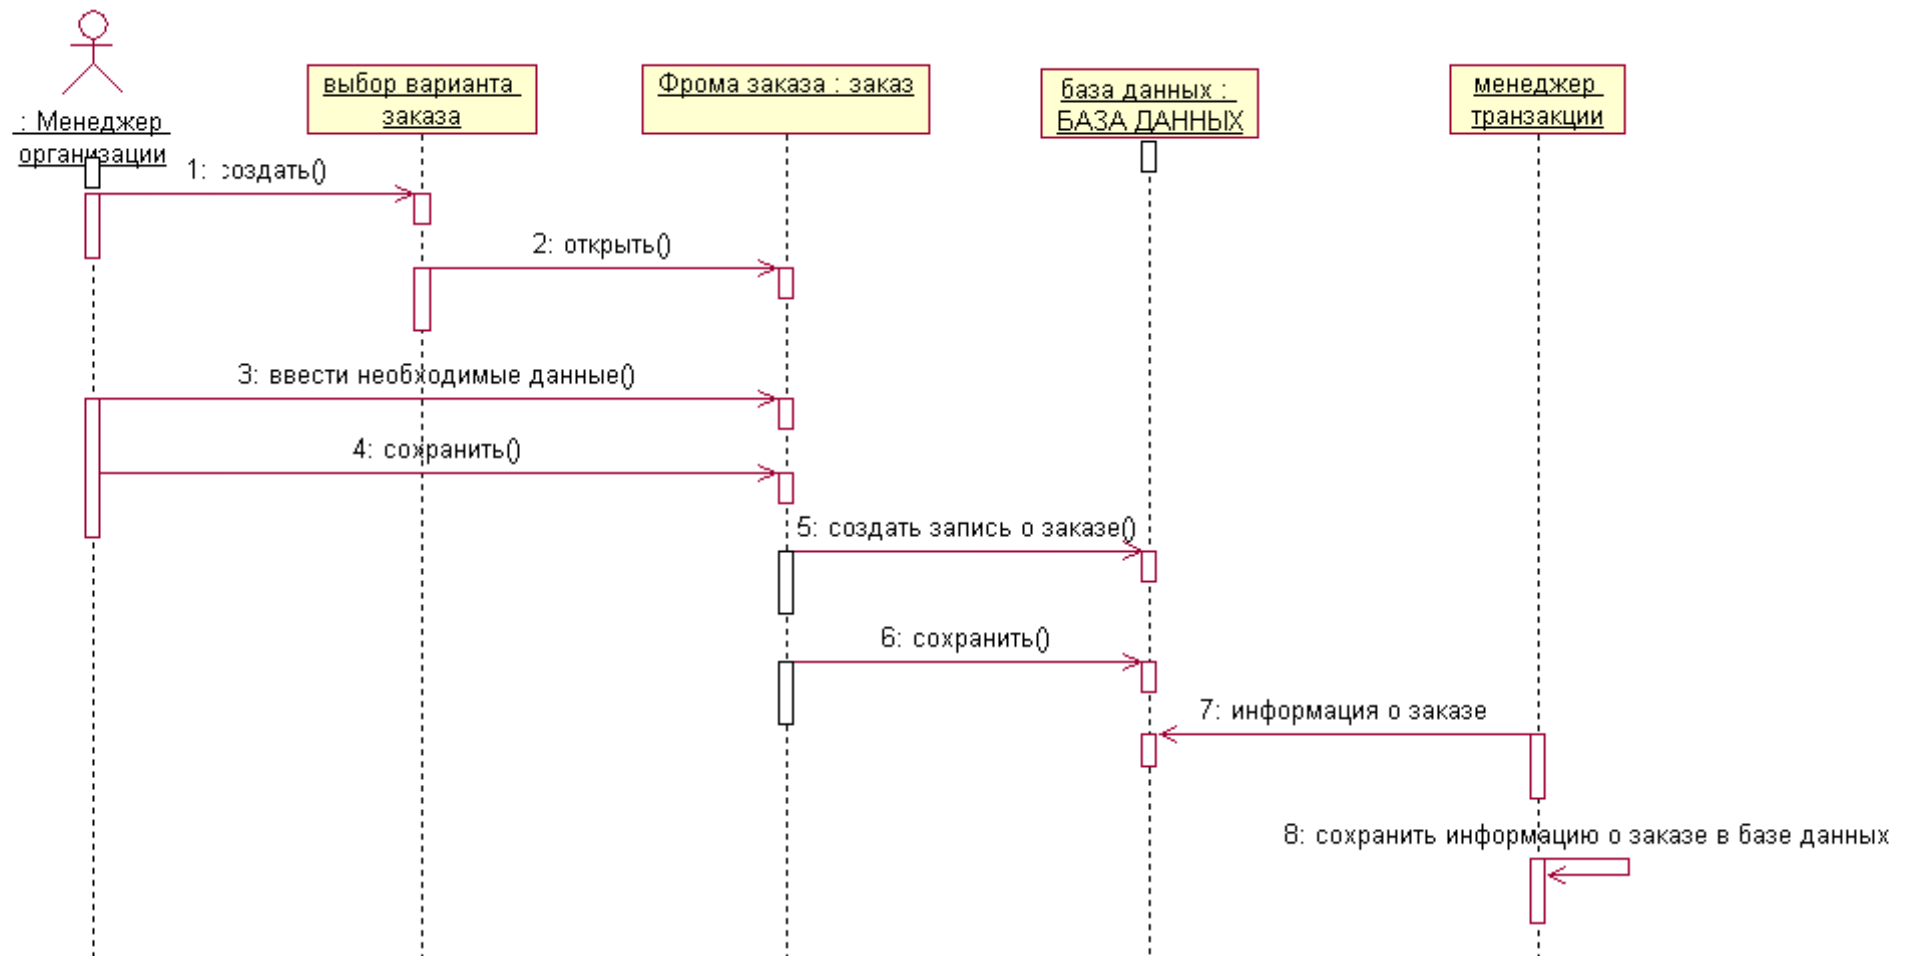 : Менеджер
организации
выбор варианта
заказа
Фрома заказа : заказ
база данных :
БАЗА ДАННЫХ
менеджер
транзакции
1: создать()
2: открыть()
3: ввести необходимые данные()
4: сохранить()
5: создать запись о заказе()
6: сохранить()
7: информация о заказе
8: сохранить информацию о заказе в базе данных